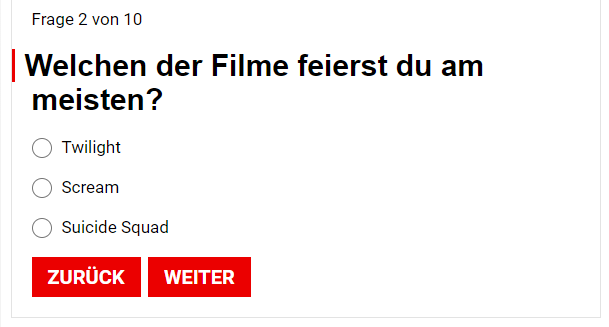 Frage 2 von 10
Welchen der Filme feierst du am
meisten?
Twilight
Scream
Suicide Squad
ZURÜCK WEITER